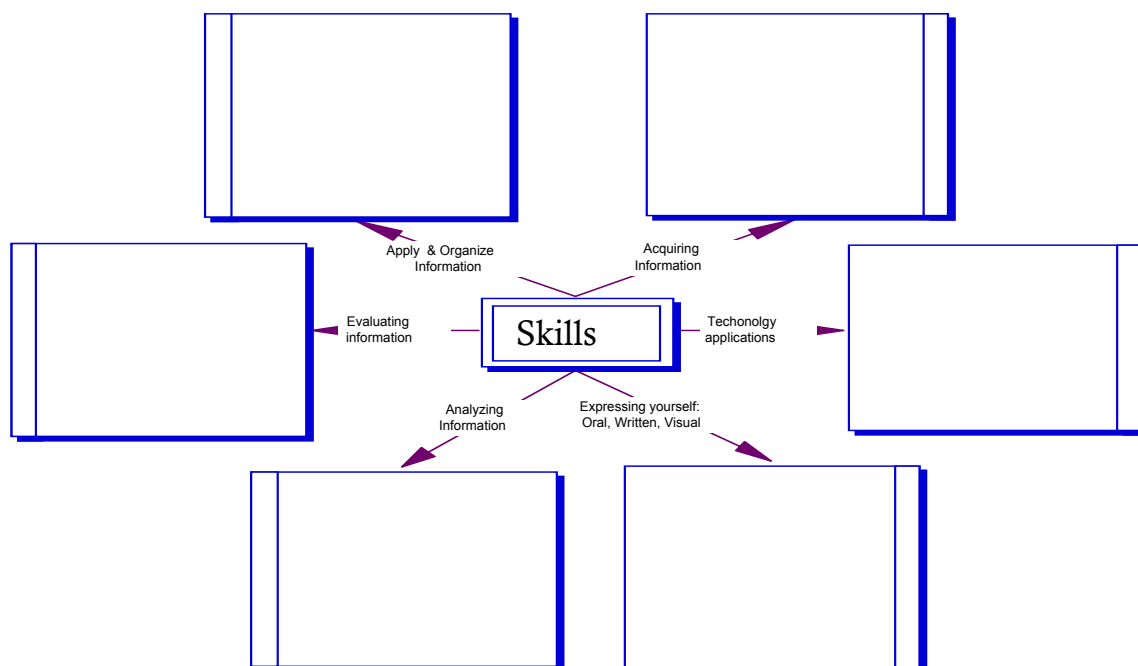 Apply & Organize
Information
Acquiring
Information
Evaluating
information
Skills
Techonolgy
applications
Analyzing
Information
Expressing yourself:
Oral, Written, Visual